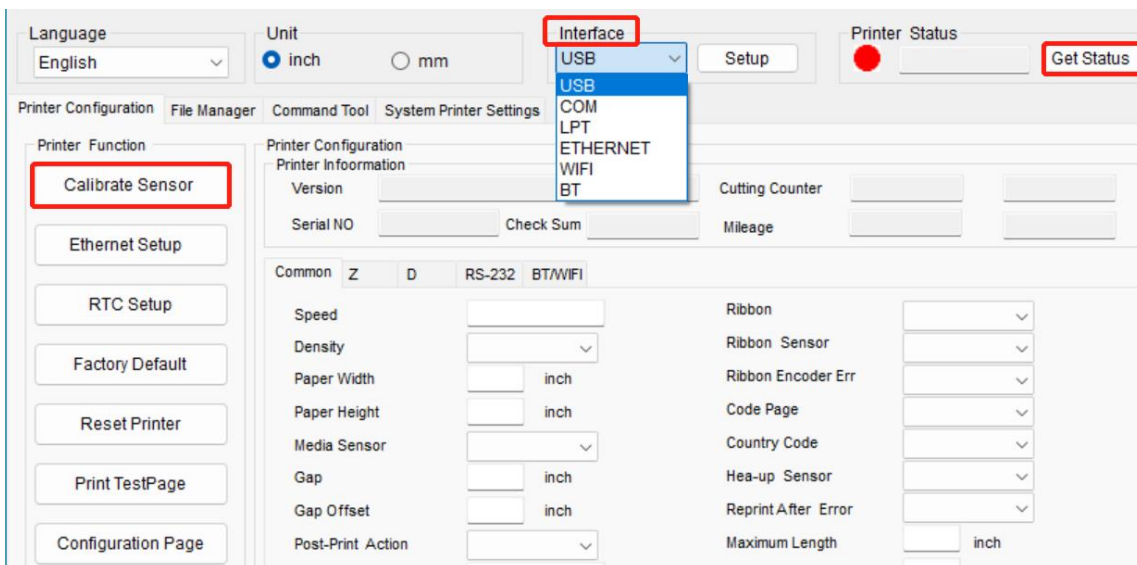 Language
Unit
Interface
Printer Status
English
inch
mm
USB
Setup
Get Status
USB
COM
LPT
ETHERNET
WIFI
BT
Printer Configuration
File Manager
Command Tool
System Printer Settings
Printer Function
Calibrate Sensor
Ethernet Setup
RTC Setup
Factory Default
Reset Printer
Print TestPage
Configuration Page
Printer Configuration
Printer Infoormation
Version
Cutting Counter
Serial NO
Check Sum
Mileage
Common
Z
D
RS-232
BT/WIFI
Speed
Density
Paper Width inch
Paper Height inch
Media Sensor
Gap inch
Gap Offset inch
Post-Print Action
Ribbon
Ribbon Sensor
Ribbon Encoder Err
Code Page
Country Code
Hea-up Sensor
Reprint After Error
Maximum Length inch